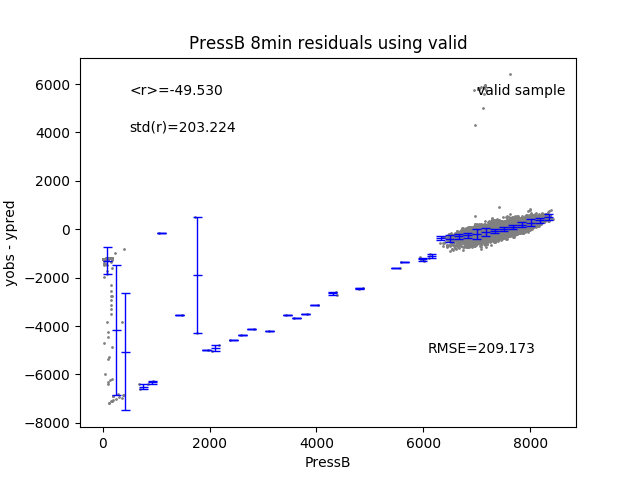 PressB 8min residuals using valid
<r>=-49.530
valid sample
std(r)=203.224
RMSE=209.173
yobs - ypred
6000
4000
2000
0
−2000
−4000
−6000
−8000
0 2000 4000 6000 8000
PressB